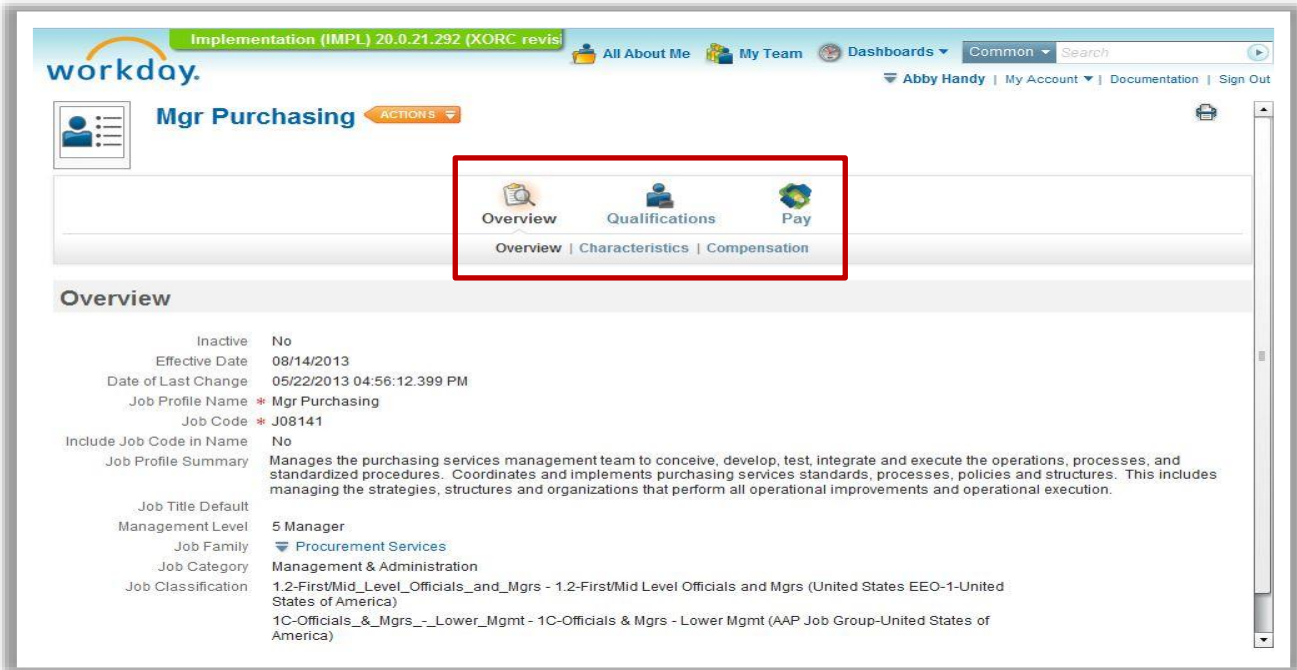 Implementation (IMPL) 20.0.21.292 (XORC revisi
workday.
All About Me My Team Dashboards Common Search
Abby Handy | My Account | Documentation | Sign Out
Mgr Purchasing ACTIONS
Overview Qualifications Pay
Overview | Characteristics | Compensation
Overview
Inactive No
Effective Date 08/14/2013
Date of Last Change 05/22/2013 04:56:12.399 PM
Job Profile Name * Mgr Purchasing
Job Code * J08141
Include Job Code in Name No
Job Profile Summary Manages the purchasing services management team to conceive, develop, test, integrate and execute the operations, processes, and
standardized procedures. Coordinates and implements purchasing services standards, processes, policies and structures. This includes
managing the strategies, structures and organizations that perform all operational improvements and operational execution.
Job Title Default
Management Level 5 Manager
Job Family Procurement Services
Job Category Management & Administration
Job Classification 1.2-First/Mid_Level_Officials_and_Mgrs - 1.2-First/Mid Level Officials and Mgrs (United States EEO-1-United
States of America)
1C-Officials_&_Mgrs_-_Lower_Mgmt - 1C-Officials & Mgrs - Lower Mgmt (AAP Job Group-United States of
America)